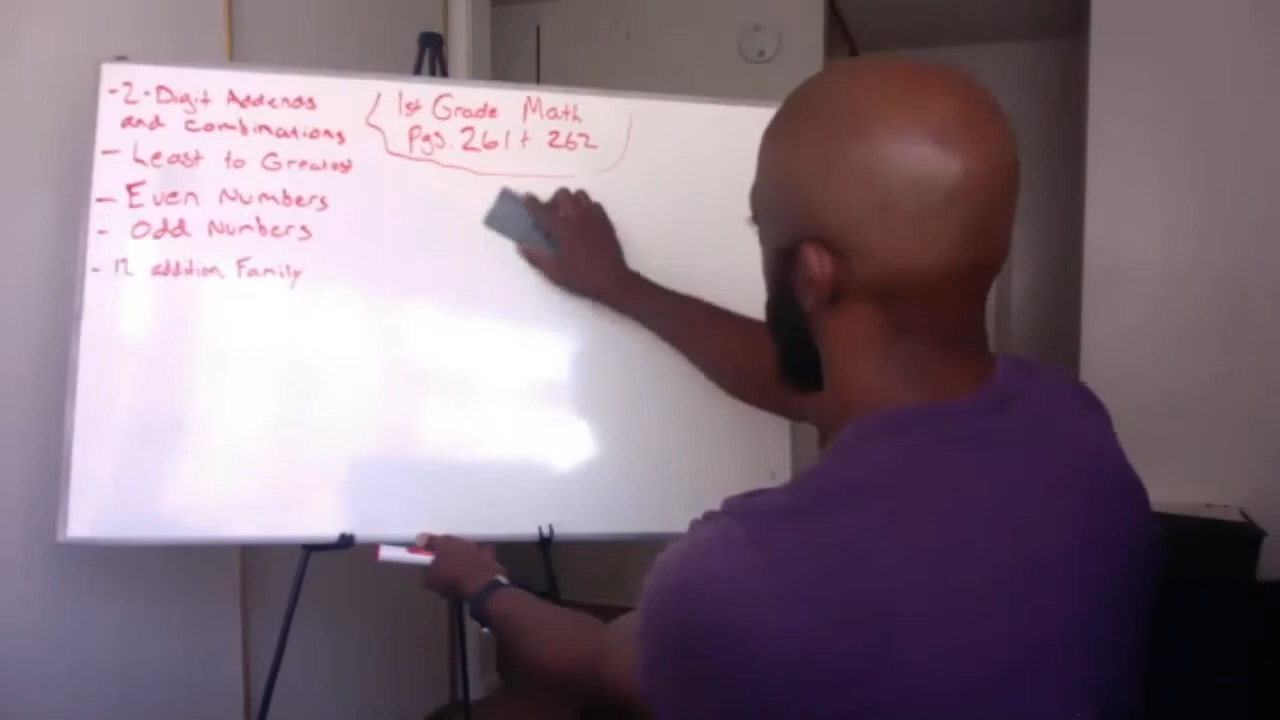 - 2-Digit Addends
and combinations
- Least to Greatest
- Even Numbers
- Odd Numbers
- 12 addition Family
1st Grade Math
Pgs. 261 + 262